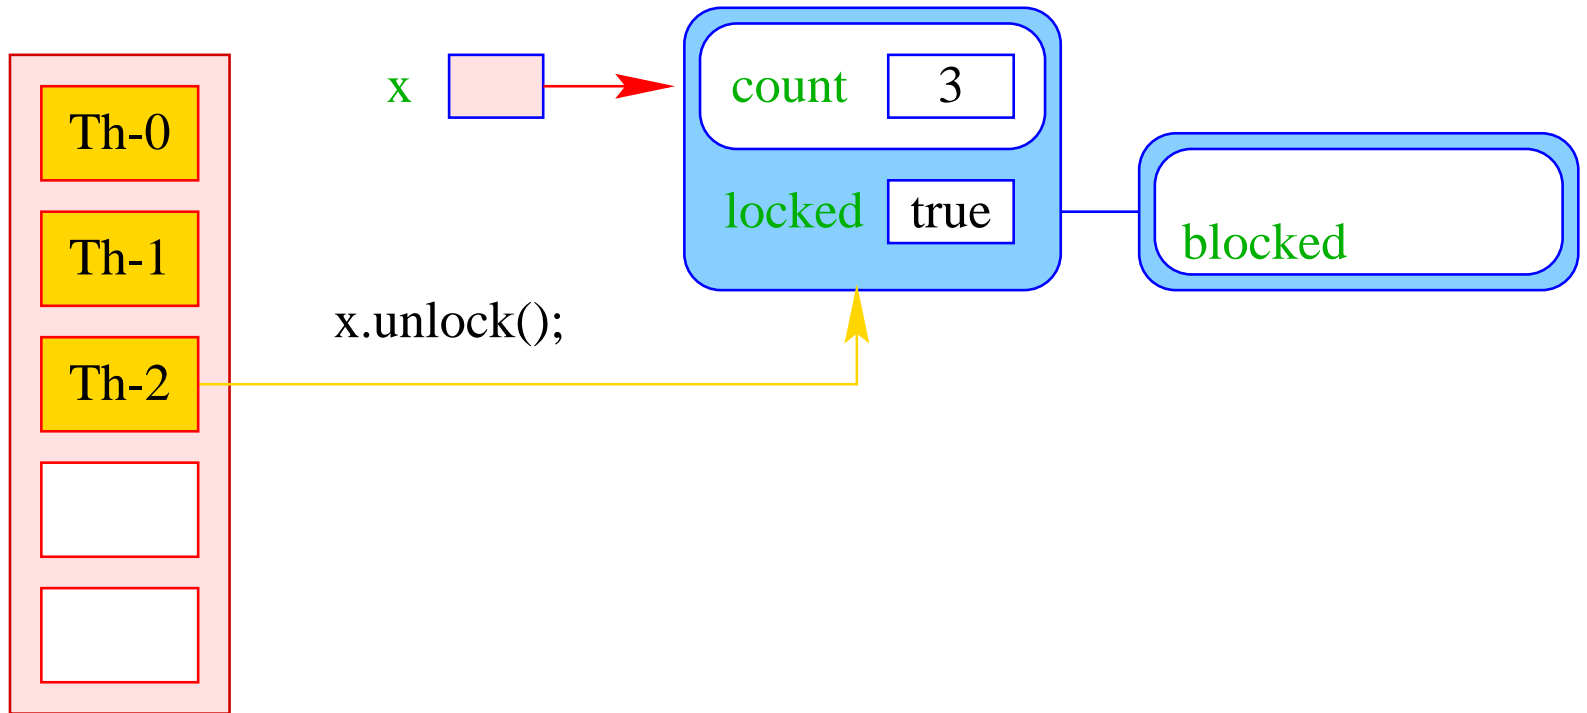 x
count
3
Th-0
locked
true
Th-1
blocked
x.unlock();
Th-2